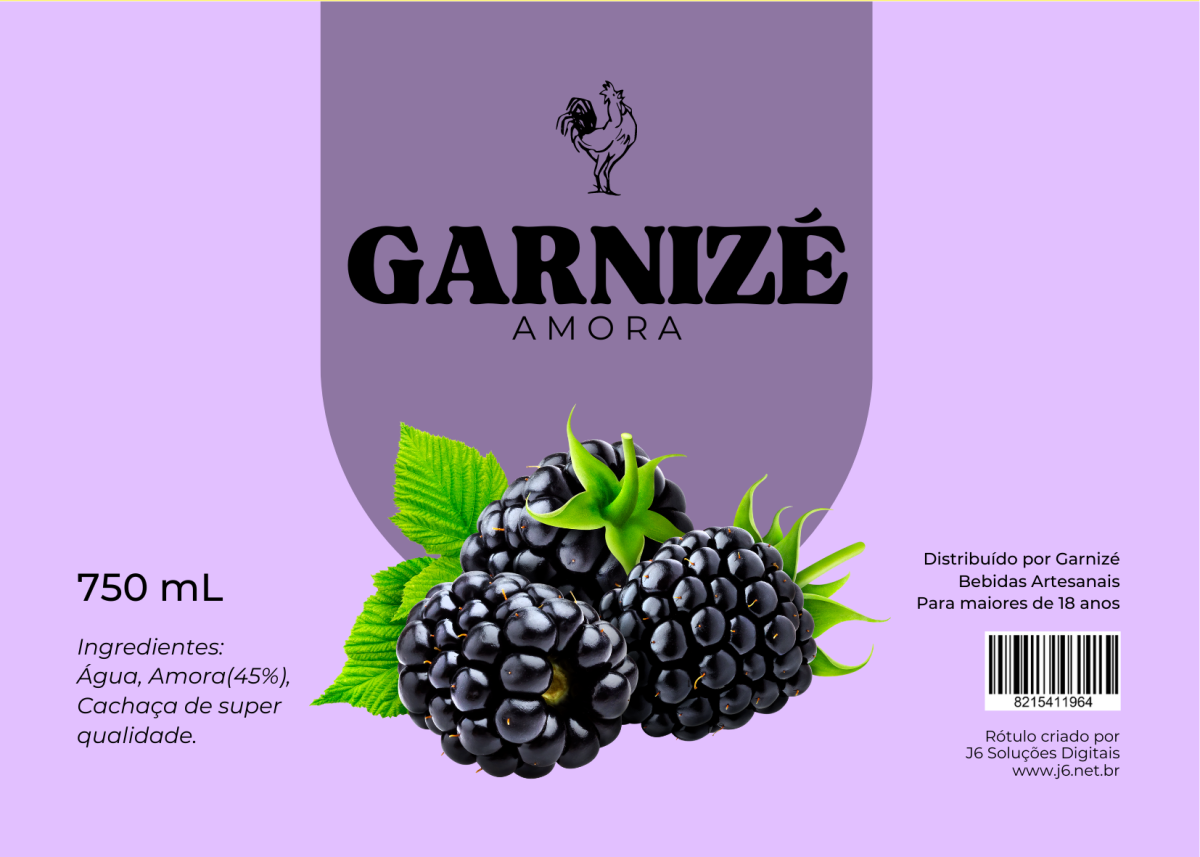 GARNIZÉ
AMORA
750 mL
Ingredientes:
Água, Amora(45%),
Cachaça de super
qualidade.
Distribuído por Garnizé
Bebidas Artesanais
Para maiores de 18 anos
8215411964
Rótulo criado por
J6 Soluções Digitais
www.j6.net.br